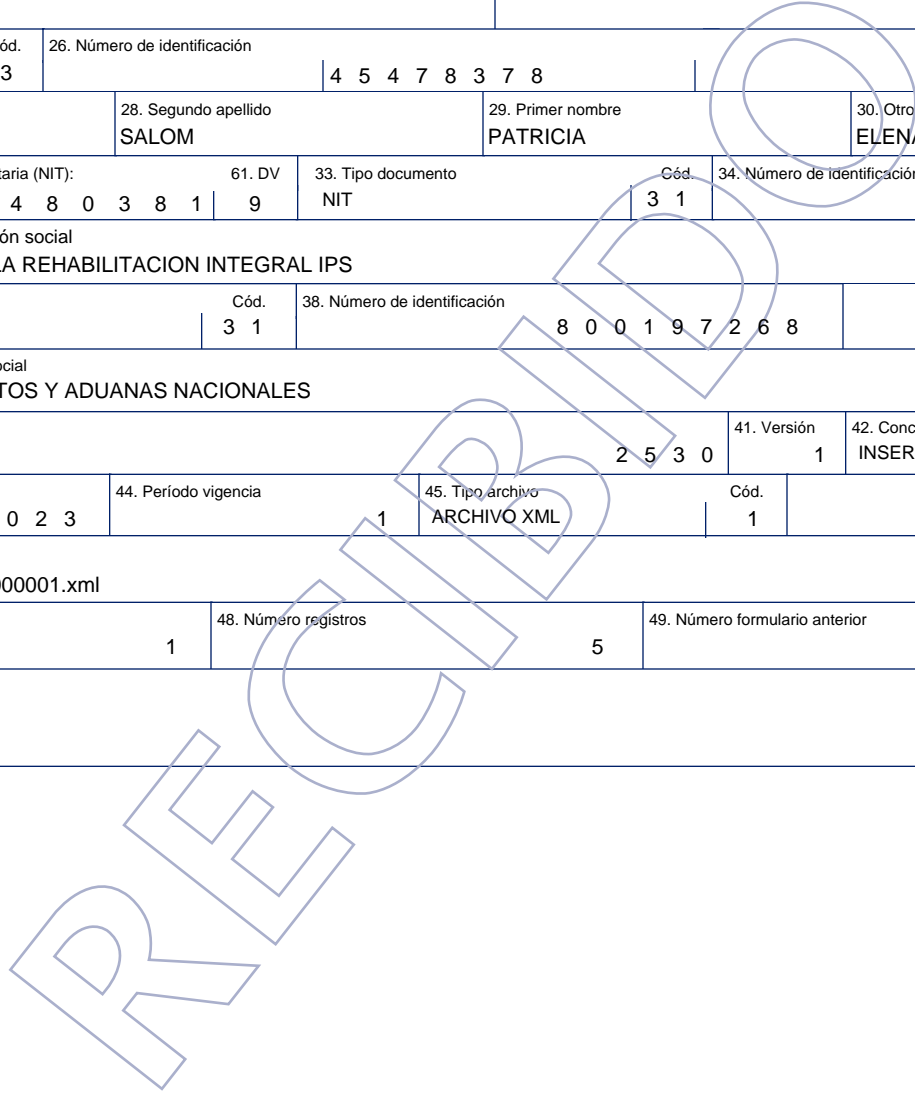 ód. 26. Número de identificación
3 4 5 4 7 8 3 7 8
28. Segundo apellido 29. Primer nombre 30. Otro
SALOM PATRICIA ELENA
taria (NIT): 61. DV 33. Tipo documento Cód. 34. Número de identificación
4 8 0 3 8 1 9 NIT 3 1
ón social
LA REHABILITACION INTEGRAL IPS
Cód. 38. Número de identificación
3 1 8 0 0 1 9 7 2 6 8
ocial
TOS Y ADUANAS NACIONALES
41. Versión 42. Conc
2 5 3 0 1 INSER
44. Período vigencia 45. Tipo archivo Cód.
0 2 3 1 ARCHIVO XML 1
000001.xml
48. Número registros 49. Número formulario anterior
1 5
RECIBIDO